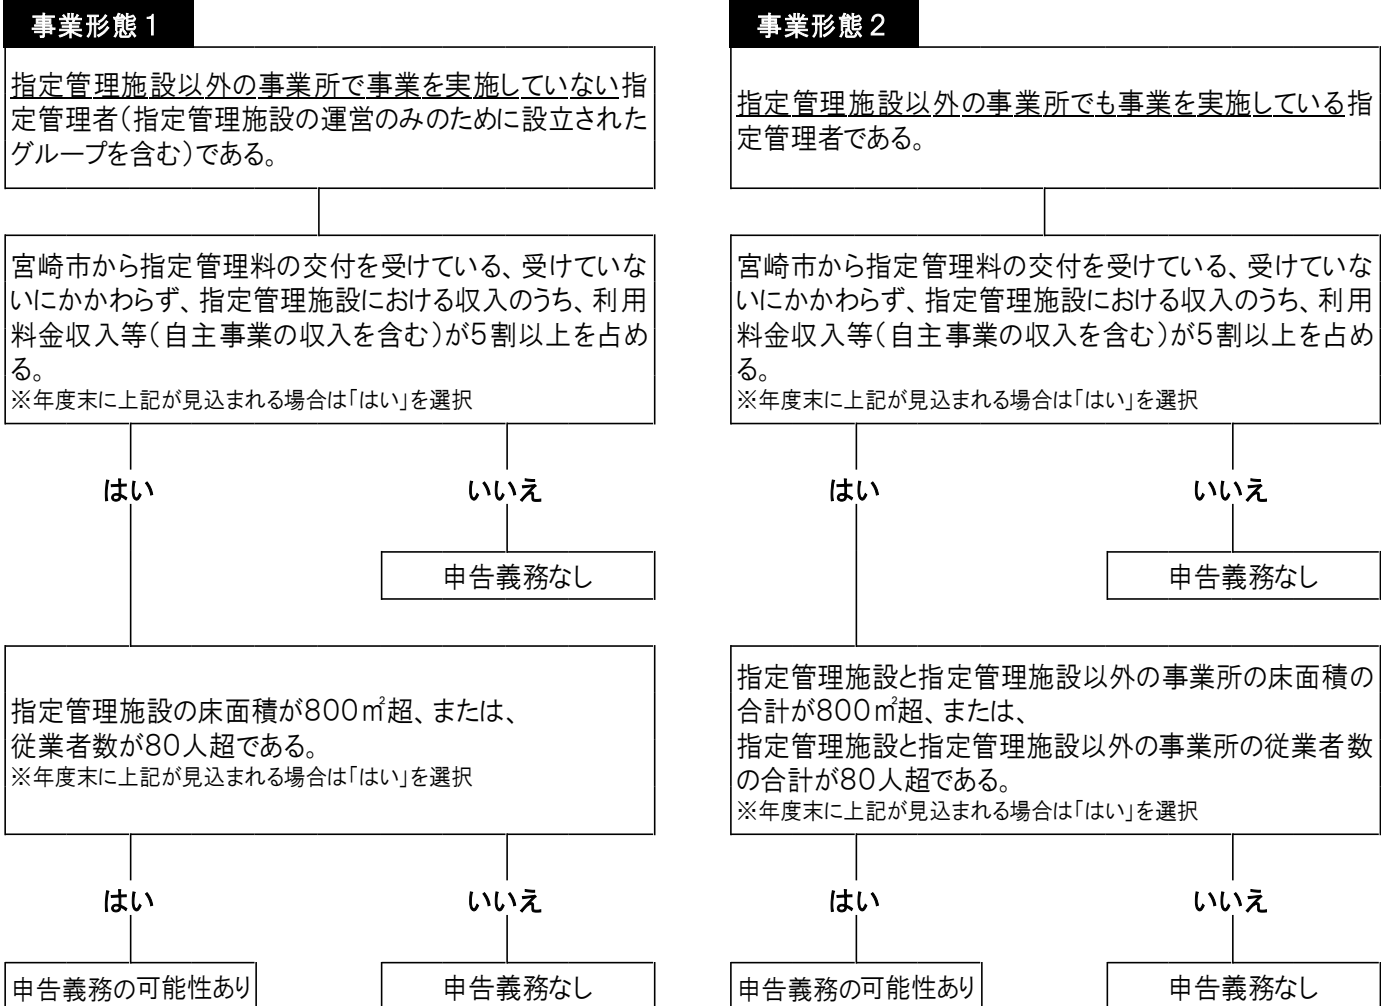 事業形態１
指定管理施設以外の事業所で事業を実施していない指
定管理者（指定管理施設の運営のみのために設立された
グループを含む）である。
宮崎市から指定管理料の交付を受けている、受けていな
いにかかわらず、指定管理施設における収入のうち、利用
料金収入等（自主事業の収入を含む）が５割以上を占め
る。
※年度末に上記が見込まれる場合は「はい」を選択
はい
いいえ
申告義務なし
指定管理施設の床面積が８００㎡超、または、
従業者数が８０人超である。
※年度末に上記が見込まれる場合は「はい」を選択
はい
いいえ
申告義務の可能性あり
申告義務なし
事業形態２
指定管理施設以外の事業所でも事業を実施している指
定管理者である。
宮崎市から指定管理料の交付を受けている、受けていな
いにかかわらず、指定管理施設における収入のうち、利用
料金収入等（自主事業の収入を含む）が５割以上を占め
る。
※年度末に上記が見込まれる場合は「はい」を選択
はい
いいえ
申告義務なし
指定管理施設と指定管理施設以外の事業所の床面積の
合計が８００㎡超、または、
指定管理施設と指定管理施設以外の事業所の従業者数
の合計が８０人超である。
※年度末に上記が見込まれる場合は「はい」を選択
はい
いいえ
申告義務の可能性あり
申告義務なし